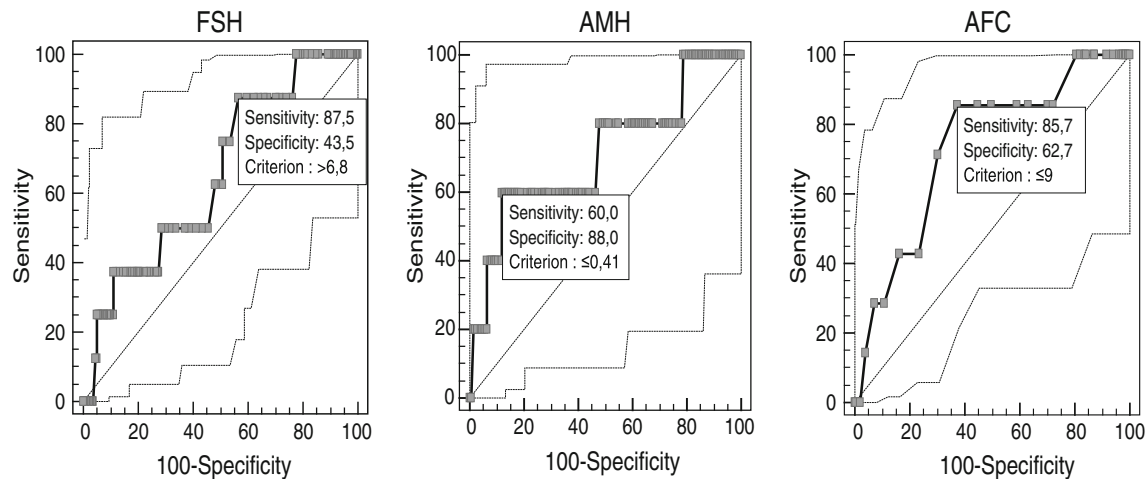 FSH
100
80
60
40
20
0
Sensitivity
Sensitivity: 87,5
Specificity: 43,5
Criterion : >6,8
0 20 40 60 80 100
100-Specificity
AMH
100
80
60
40
20
0
Sensitivity
Sensitivity: 60,0
Specificity: 88,0
Criterion : ≤0,41
0 20 40 60 80 100
100-Specificity
AFC
100
80
60
40
20
0
Sensitivity
Sensitivity: 85,7
Specificity: 62,7
Criterion : ≤9
0 20 40 60 80 100
100-Specificity